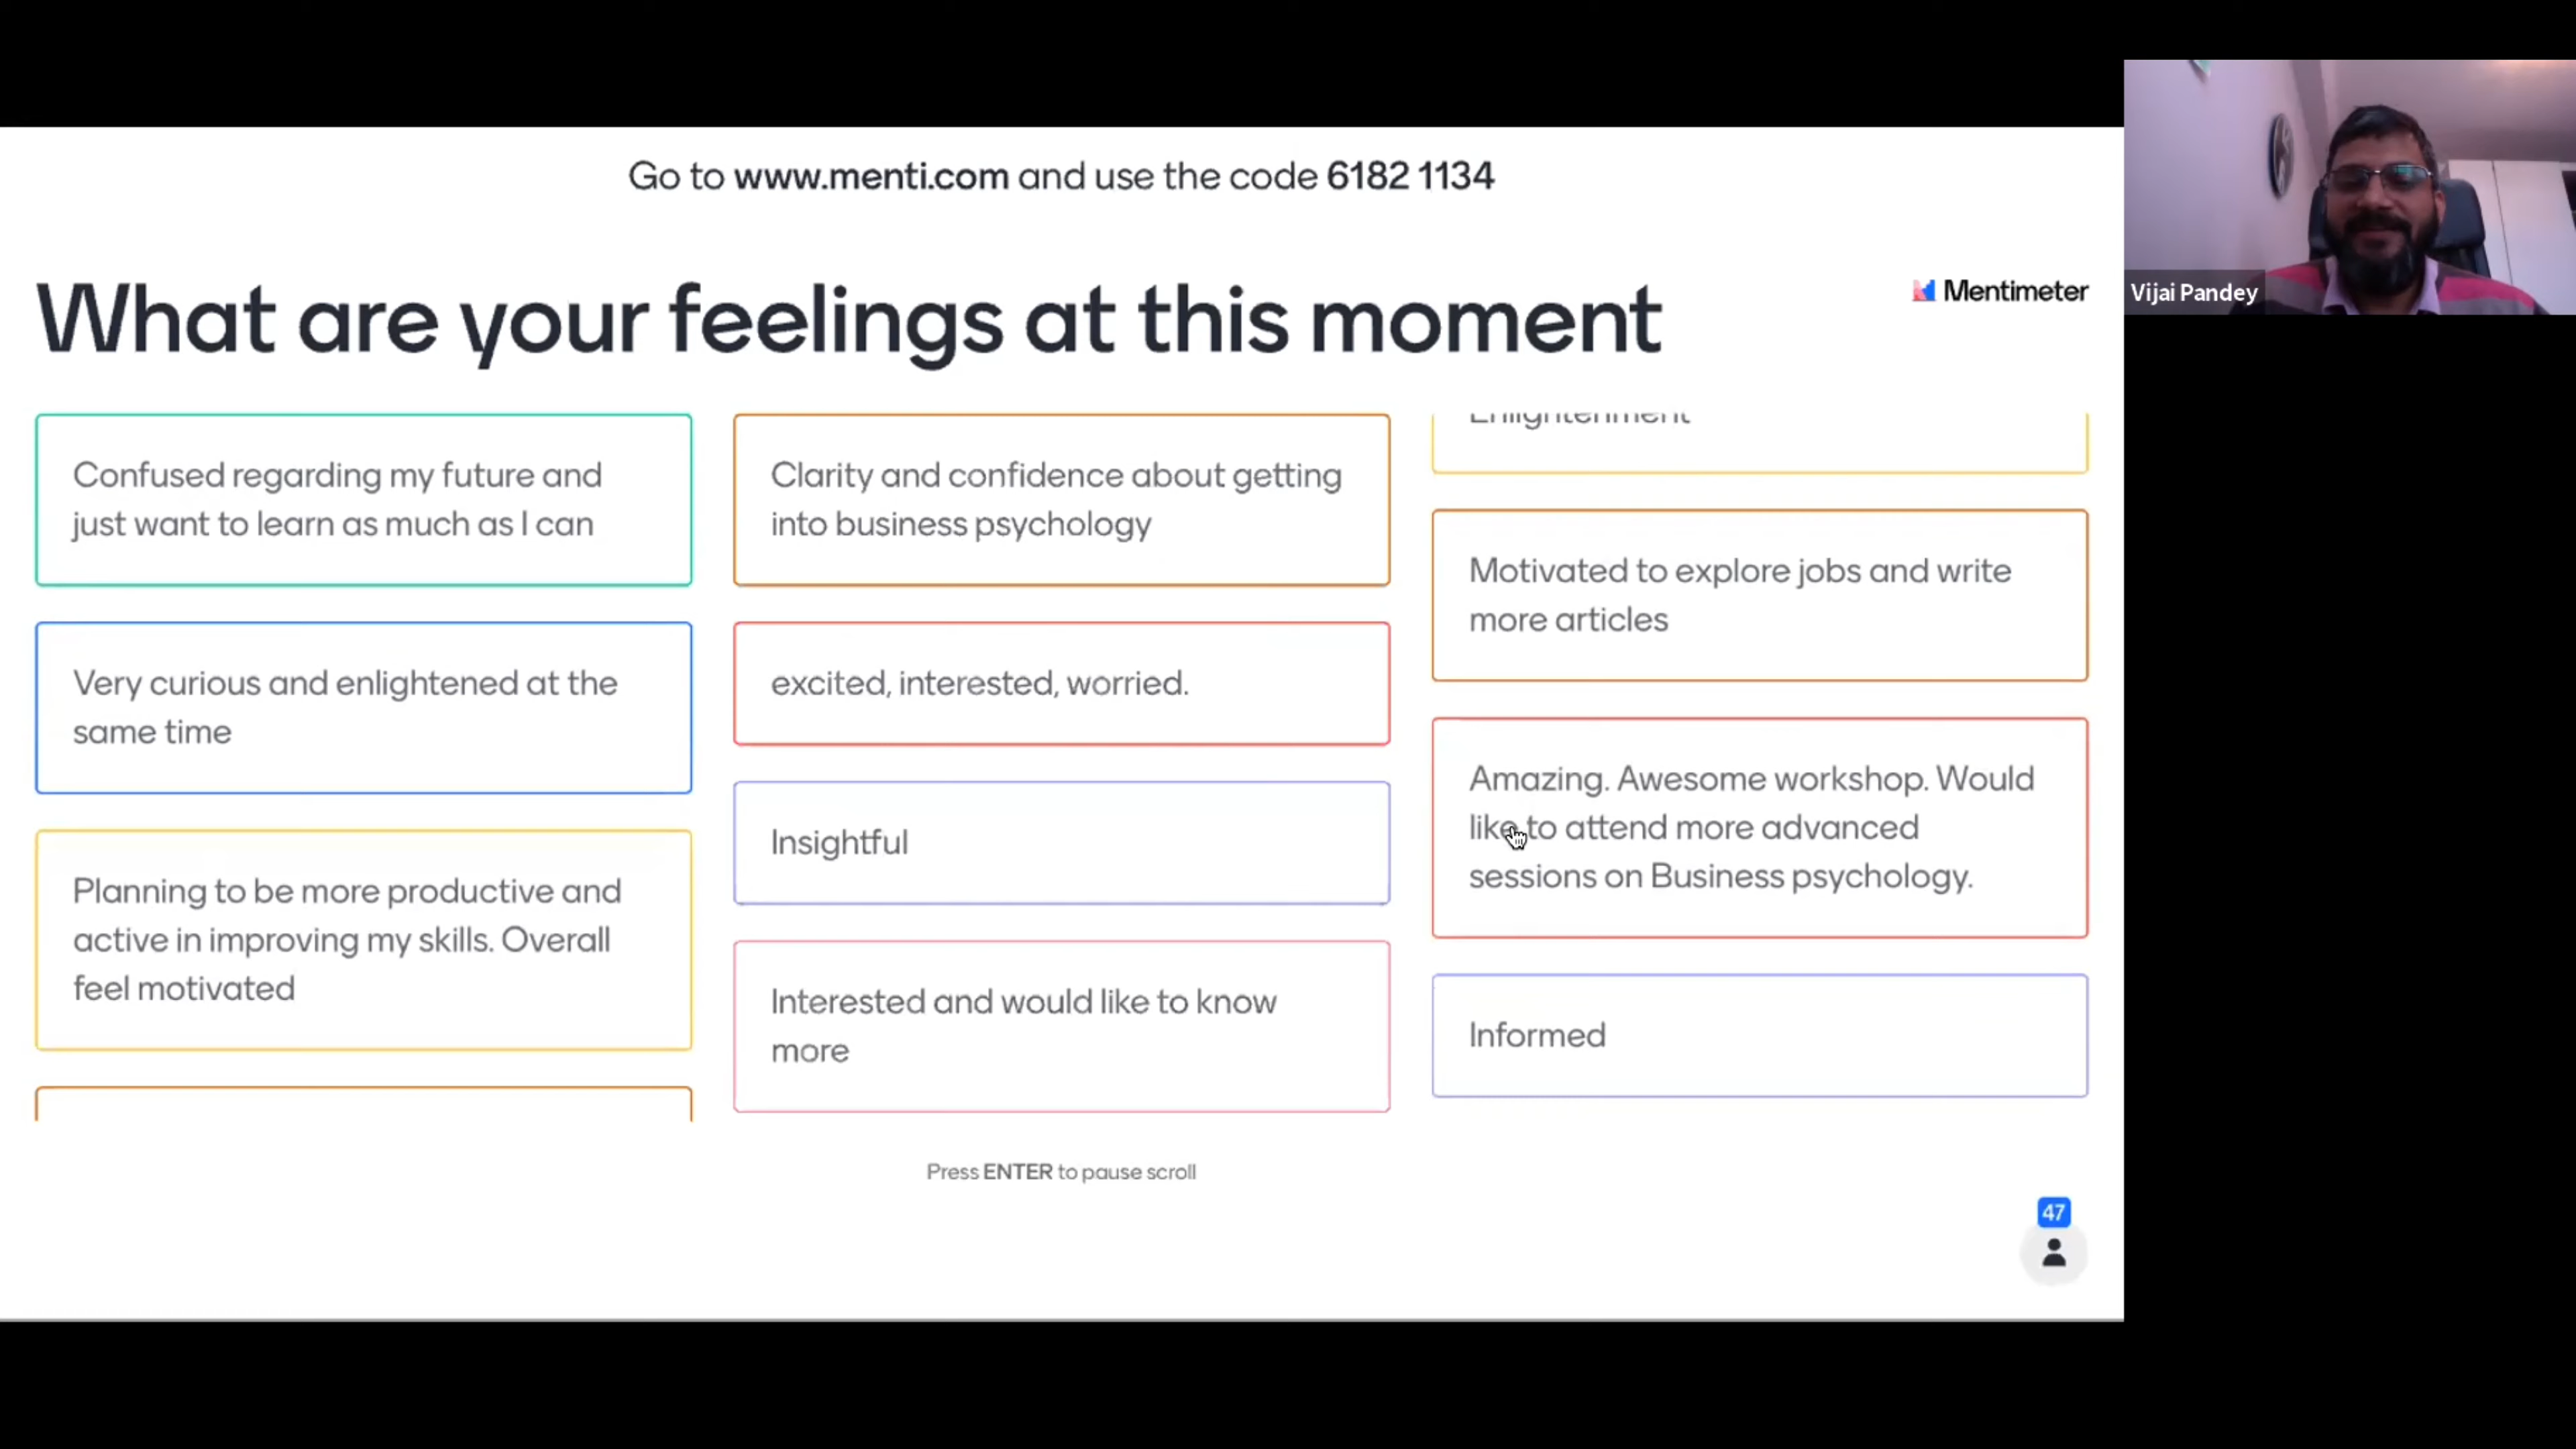 Go to www.menti.com and use the code 6182 1134
What are your feelings at this moment
Mentimeter
Vijai Pandey
Confused regarding my future and
just want to learn as much as I can
Very curious and enlightened at the
same time
Planning to be more productive and
active in improving my skills. Overall
feel motivated
Clarity and confidence about getting
into business psychology
excited, interested, worried.
Insightful
Interested and would like to know
more
Enlightenment
Motivated to explore jobs and write
more articles
Amazing. Awesome workshop. Would
like to attend more advanced
sessions on Business psychology.
Informed
Press ENTER to pause scroll
47